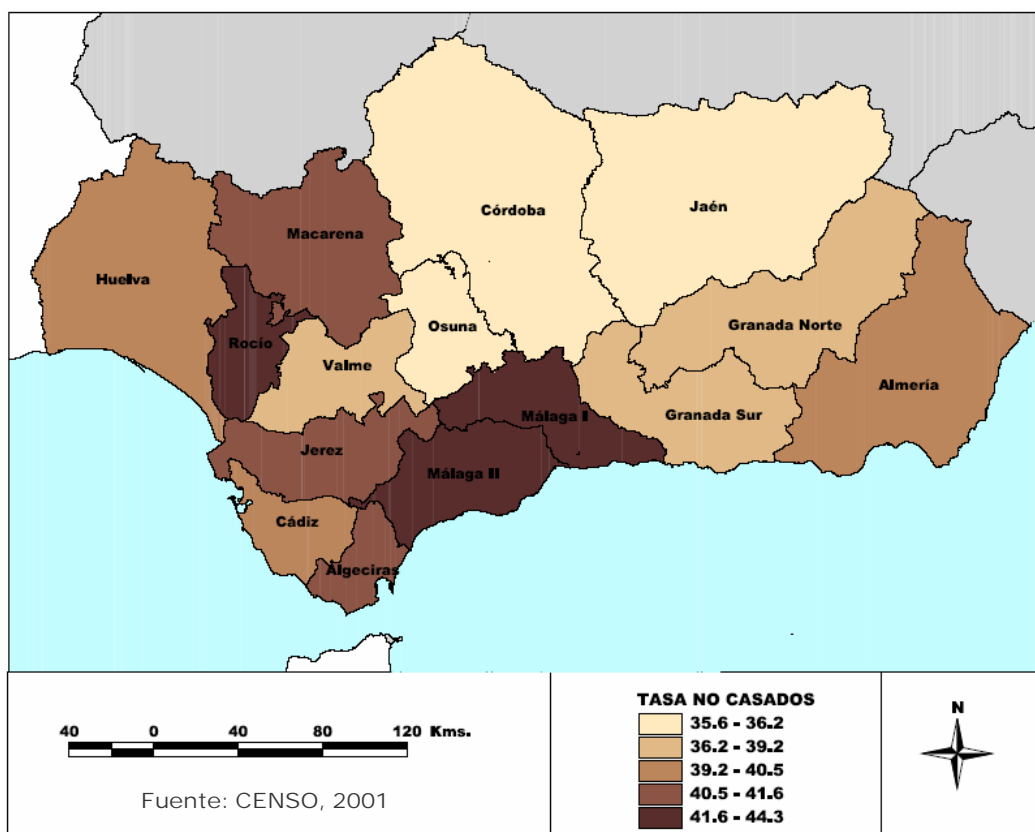 Córdoba
Jaén
Macarena
Huelva
Osuna
Granada Norte
Rocío
Valme
Almería
Málaga I
Granada Sur
Jerez
Málaga II
Cádiz
Algeciras
TASA NO CASADOS
35.6 - 36.2
36.2 - 39.2
39.2 - 40.5
40.5 - 41.6
41.6 - 44.3
40 0 40 80 120 Kms.
Fuente: CENSO, 2001
N